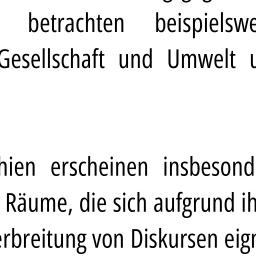 betrachten beispielswe
Gesellschaft und Umwelt u
hien erscheinen insbesond
Räume, die sich aufgrund ih
erbreitung von Diskursen eign